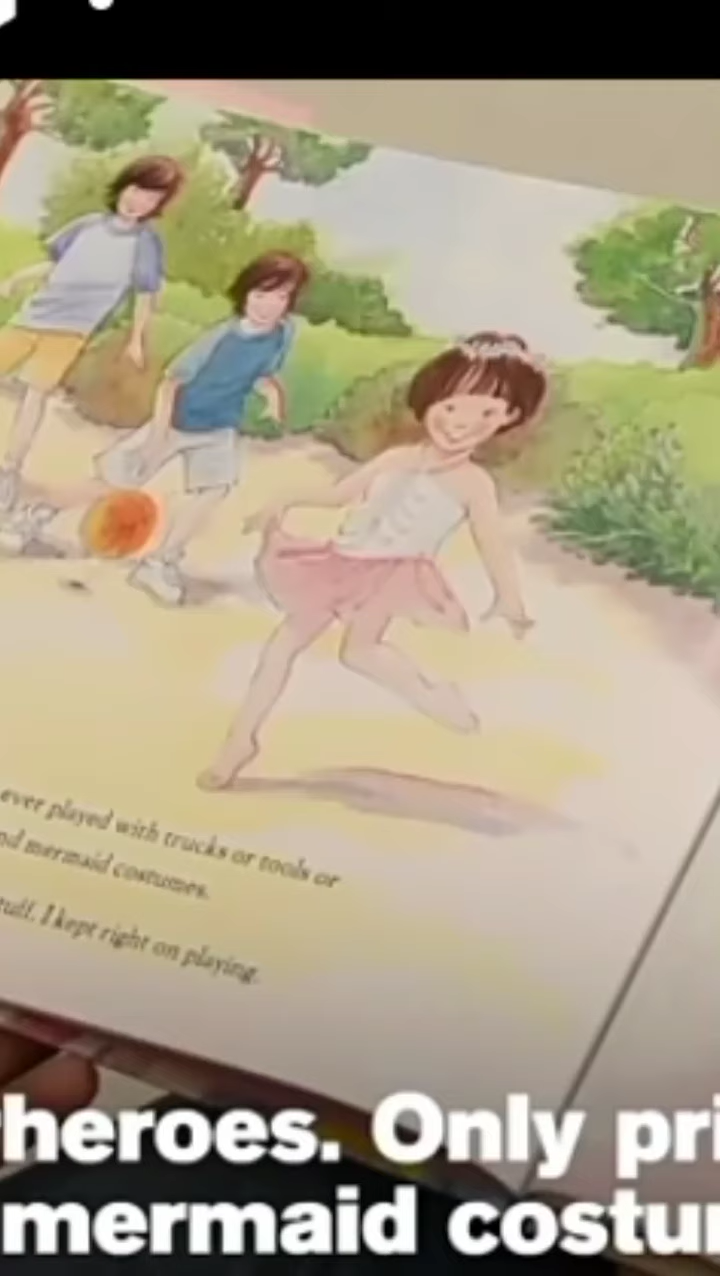 ever played with trucks or tools or
nd mermaid costumes.
tuff. I kept right on playing.
heroes. Only pri
mermaid costu